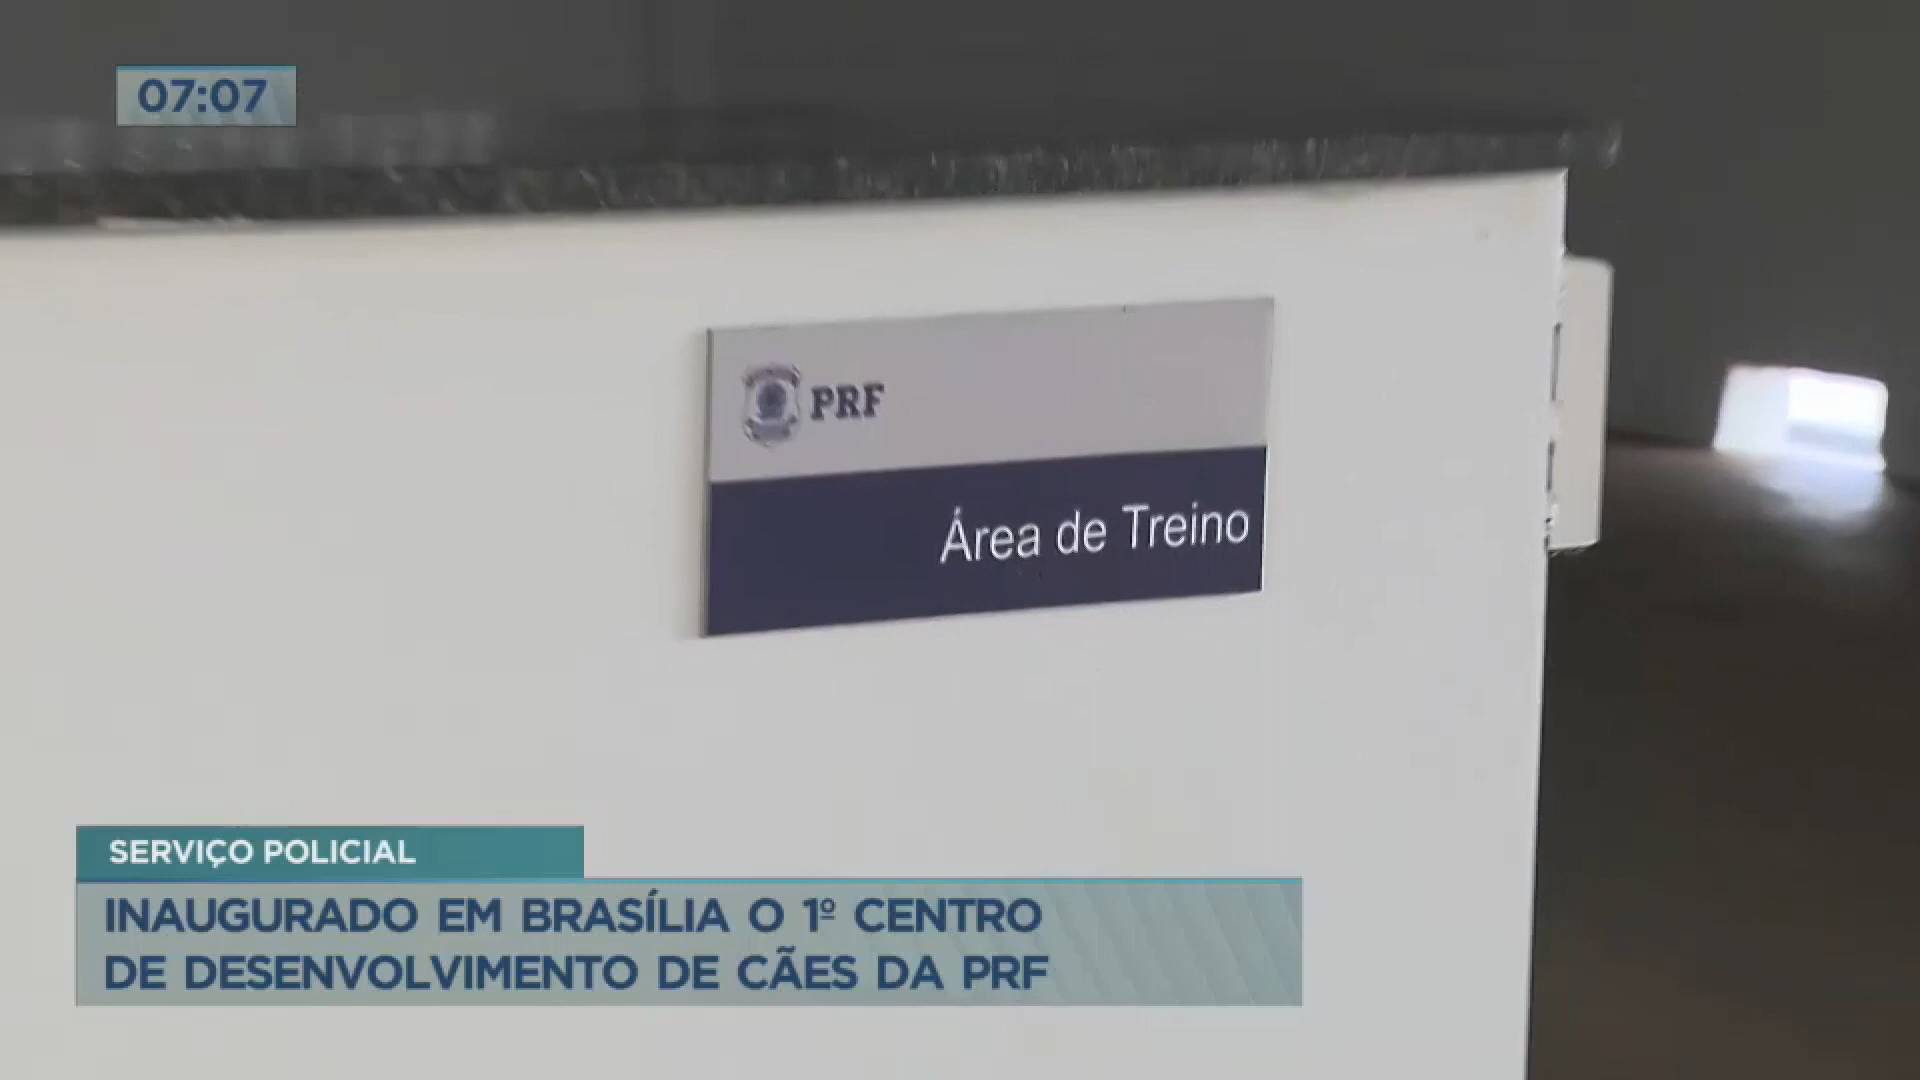 07:07
PRF
Área de Treino
SERVIÇO POLICIAL
INAUGURADO EM BRASÍLIA O 1º CENTRO
DE DESENVOLVIMENTO DE CÃES DA PRF